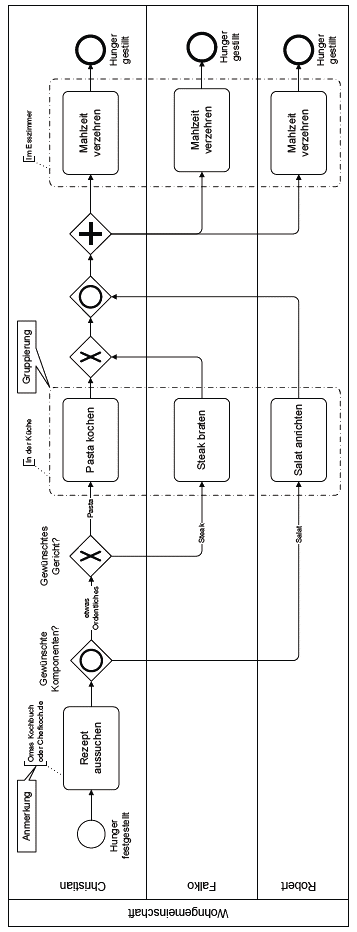 Wohngemeinschaft
Christian
Falko
Robert
Anmerkung
Omas Kochbuch
oder Chefkoch.de
Hunger
festgestellt
Rezept
aussuchen
Gewünschte
Komponenten?
etwas
Ordentliches
Gewünschtes
Gericht?
Pasta
Steak
Salat
In der Küche
Gruppierung
Pasta kochen
Steak braten
Salat anrichten
Im Esszimmer
Mahlzeit
verzehren
Hunger
gestillt
Mahlzeit
verzehren
Hunger
gestillt
Mahlzeit
verzehren
Hunger
gestillt